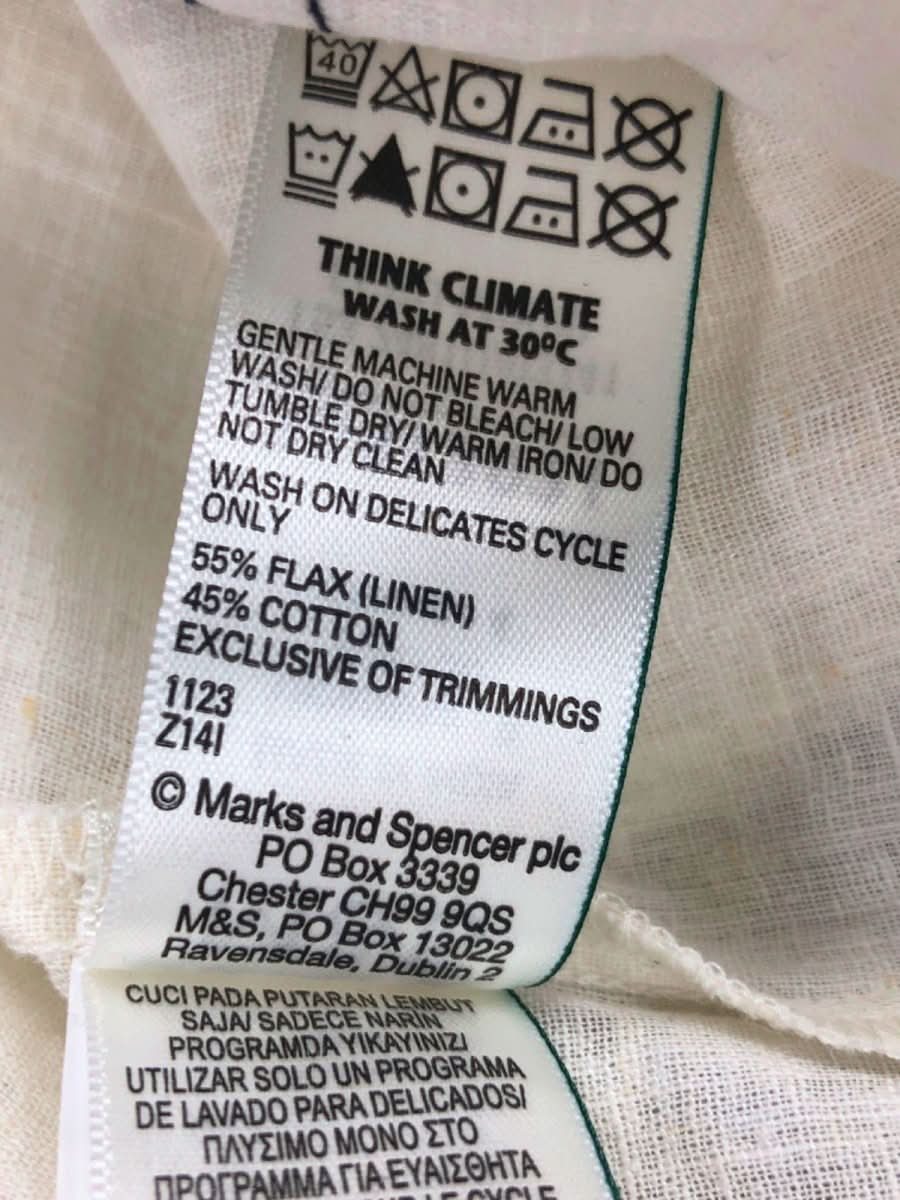 40
THINK CLIMATE
WASH AT 30ºC
GENTLE MACHINE WARM
WASH/ DO NOT BLEACH/ LOW
TUMBLE DRY/ WARM IRON/ DO
NOT DRY CLEAN
WASH ON DELICATES CYCLE
ONLY
55% FLAX (LINEN)
45% COTTON
EXCLUSIVE OF TRIMMINGS
1123
Z14I
© Marks and Spencer plc
PO Box 3339
Chester CH99 9QS
M&S, PO Box 13022
Ravensdale, Dublin 2
CUCI PADA PUTARAN LEMBUT
SAJA/ SADECE NARIN
PROGRAMDA YIKAYINIZ/
UTILIZAR SOLO UN PROGRAMA
DE LAVADO PARA DELICADOS/
ΠΛΥΣΙΜΟ ΜΟΝΟ ΣΤΟ
ΠΡΟΓΡΑΜΜΑ ΓΙΑ ΕΥΑΙΣΘΗΤΑ
LE CYCLE